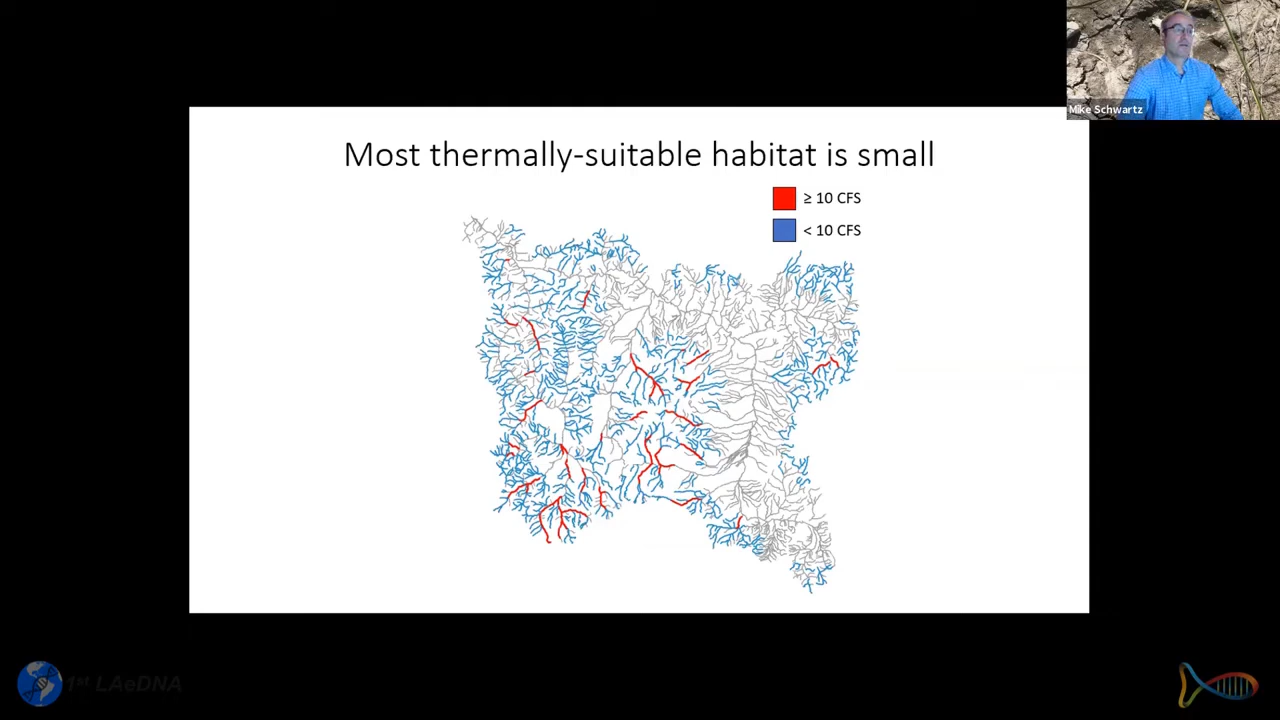 Mike Schwartz
Most thermally-suitable habitat is small
≥ 10 CFS
< 10 CFS
1st LAeDNA